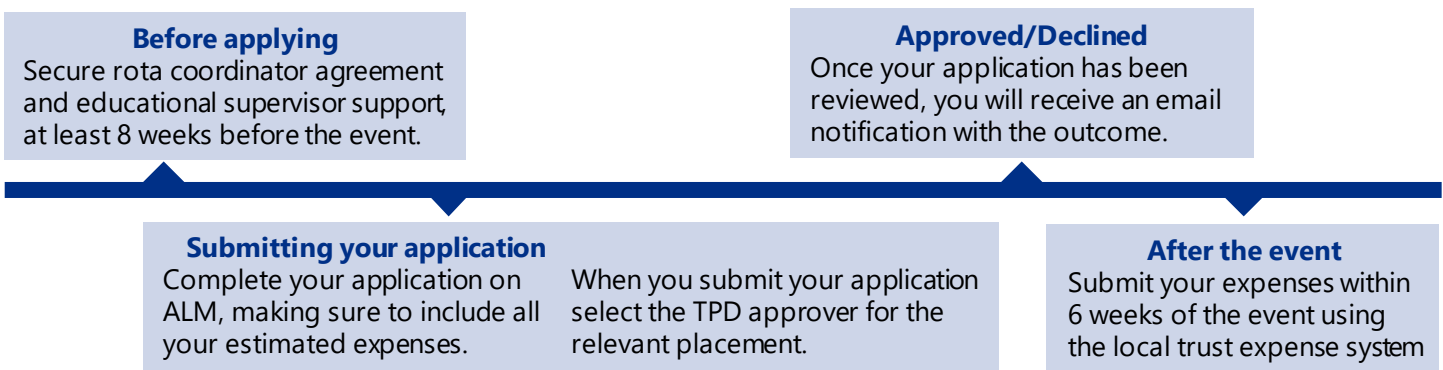 Before applying
Secure rota coordinator agreement
and educational supervisor support,
at least 8 weeks before the event.
Submitting your application
Complete your application on
ALM, making sure to include all
your estimated expenses.
When you submit your application
select the TPD approver for the
relevant placement.
Approved/Declined
Once your application has been
reviewed, you will receive an email
notification with the outcome.
After the event
Submit your expenses within
6 weeks of the event using
the local trust expense system